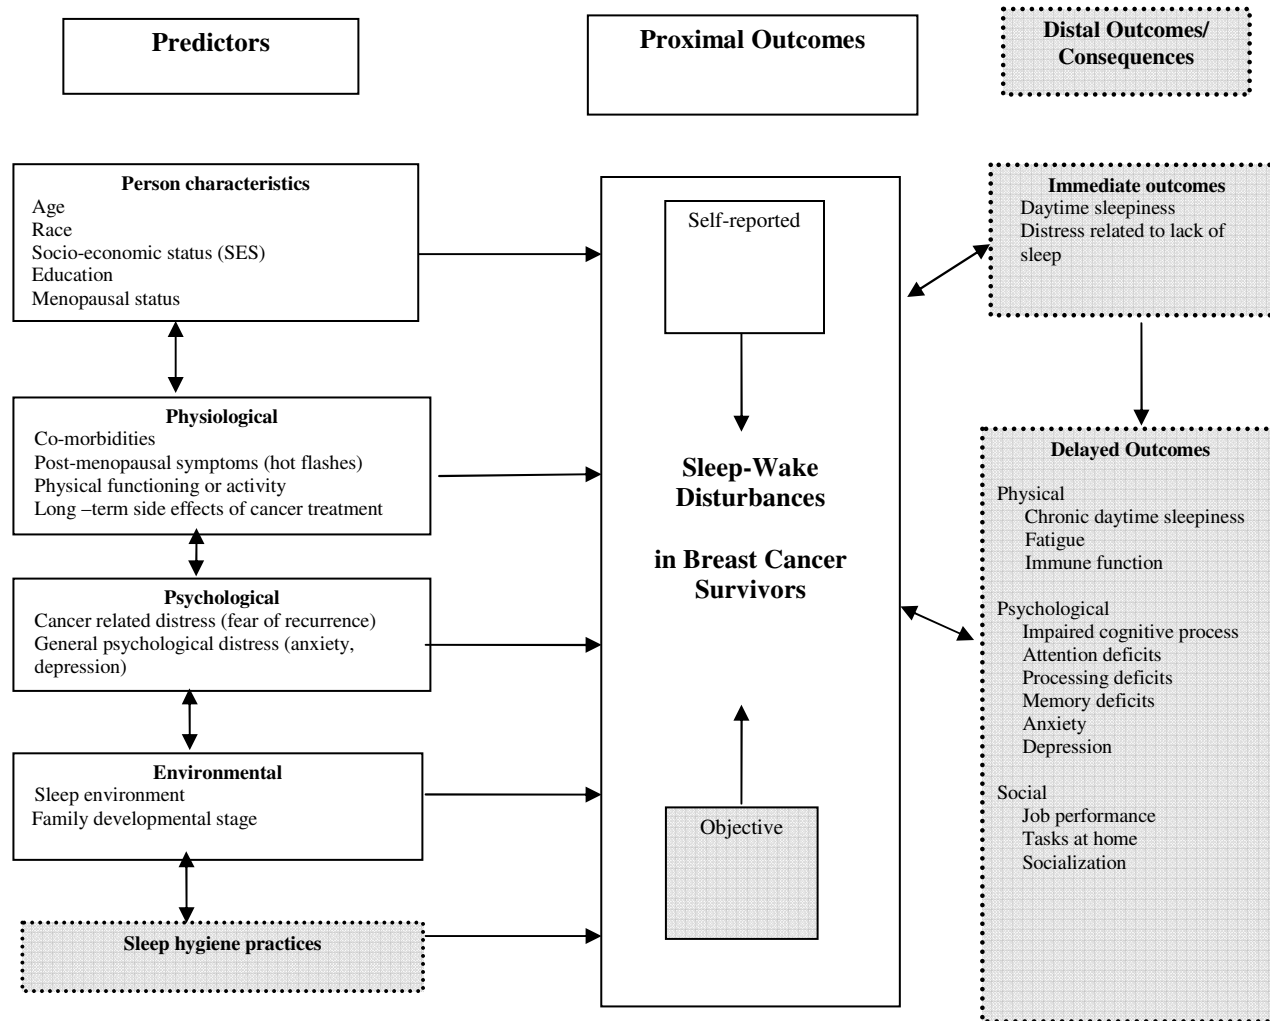 Predictors
Proximal Outcomes
Distal Outcomes/
Consequences
Person characteristics
Age
Race
Socio-economic status (SES)
Education
Menopausal status
Physiological
Co-morbidities
Post-menopausal symptoms (hot flashes)
Physical functioning or activity
Long –term side effects of cancer treatment
Psychological
Cancer related distress (fear of recurrence)
General psychological distress (anxiety,
depression)
Environmental
Sleep environment
Family developmental stage
Sleep hygiene practices
Self-reported
Sleep-Wake
Disturbances
in Breast Cancer
Survivors
Objective
Immediate outcomes
Daytime sleepiness
Distress related to lack of
sleep
Delayed Outcomes
Physical
Chronic daytime sleepiness
Fatigue
Immune function
Psychological
Impaired cognitive process
Attention deficits
Processing deficits
Memory deficits
Anxiety
Depression
Social
Job performance
Tasks at home
Socialization